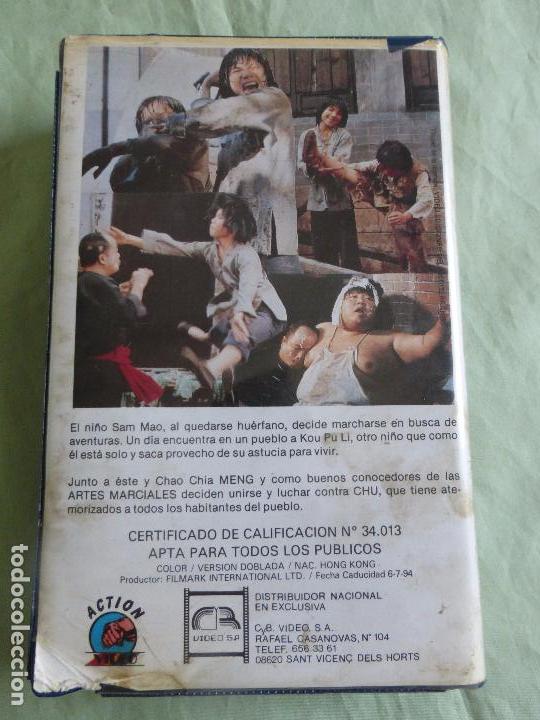 El niño Sam Mao, al quedarse huérfano, decide marcharse en busca de
aventuras. Un día encuentra en un pueblo a Kou Pu Li, otro niño que como
él está solo y saca provecho de su astucia para vivir.
Junto a éste y Chao Chia MENG y como buenos conocedores de las
ARTES MARCIALES deciden unirse y luchar contra CHU, que tiene ate-
morizados a todos los habitantes del pueblo.
CERTIFICADO DE CALIFICACION Nº 34.013
APTA PARA TODOS LOS PUBLICOS
COLOR / VERSION DOBLADA / NAC. HONG KONG
Productor: FILMARK INTERNATIONAL LTD. / Fecha Caducidad 6-7-94
ACTION
VIDEO
CB
VIDEO S.A
DISTRIBUIDOR NACIONAL
EN EXCLUSIVA
CyB. VIDEO, S.A.
RAFAEL CASANOVAS, Nº 104
TELEF. 656 33 61
08620 SANT VICENÇ DELS HORTS
todocoleccion.net